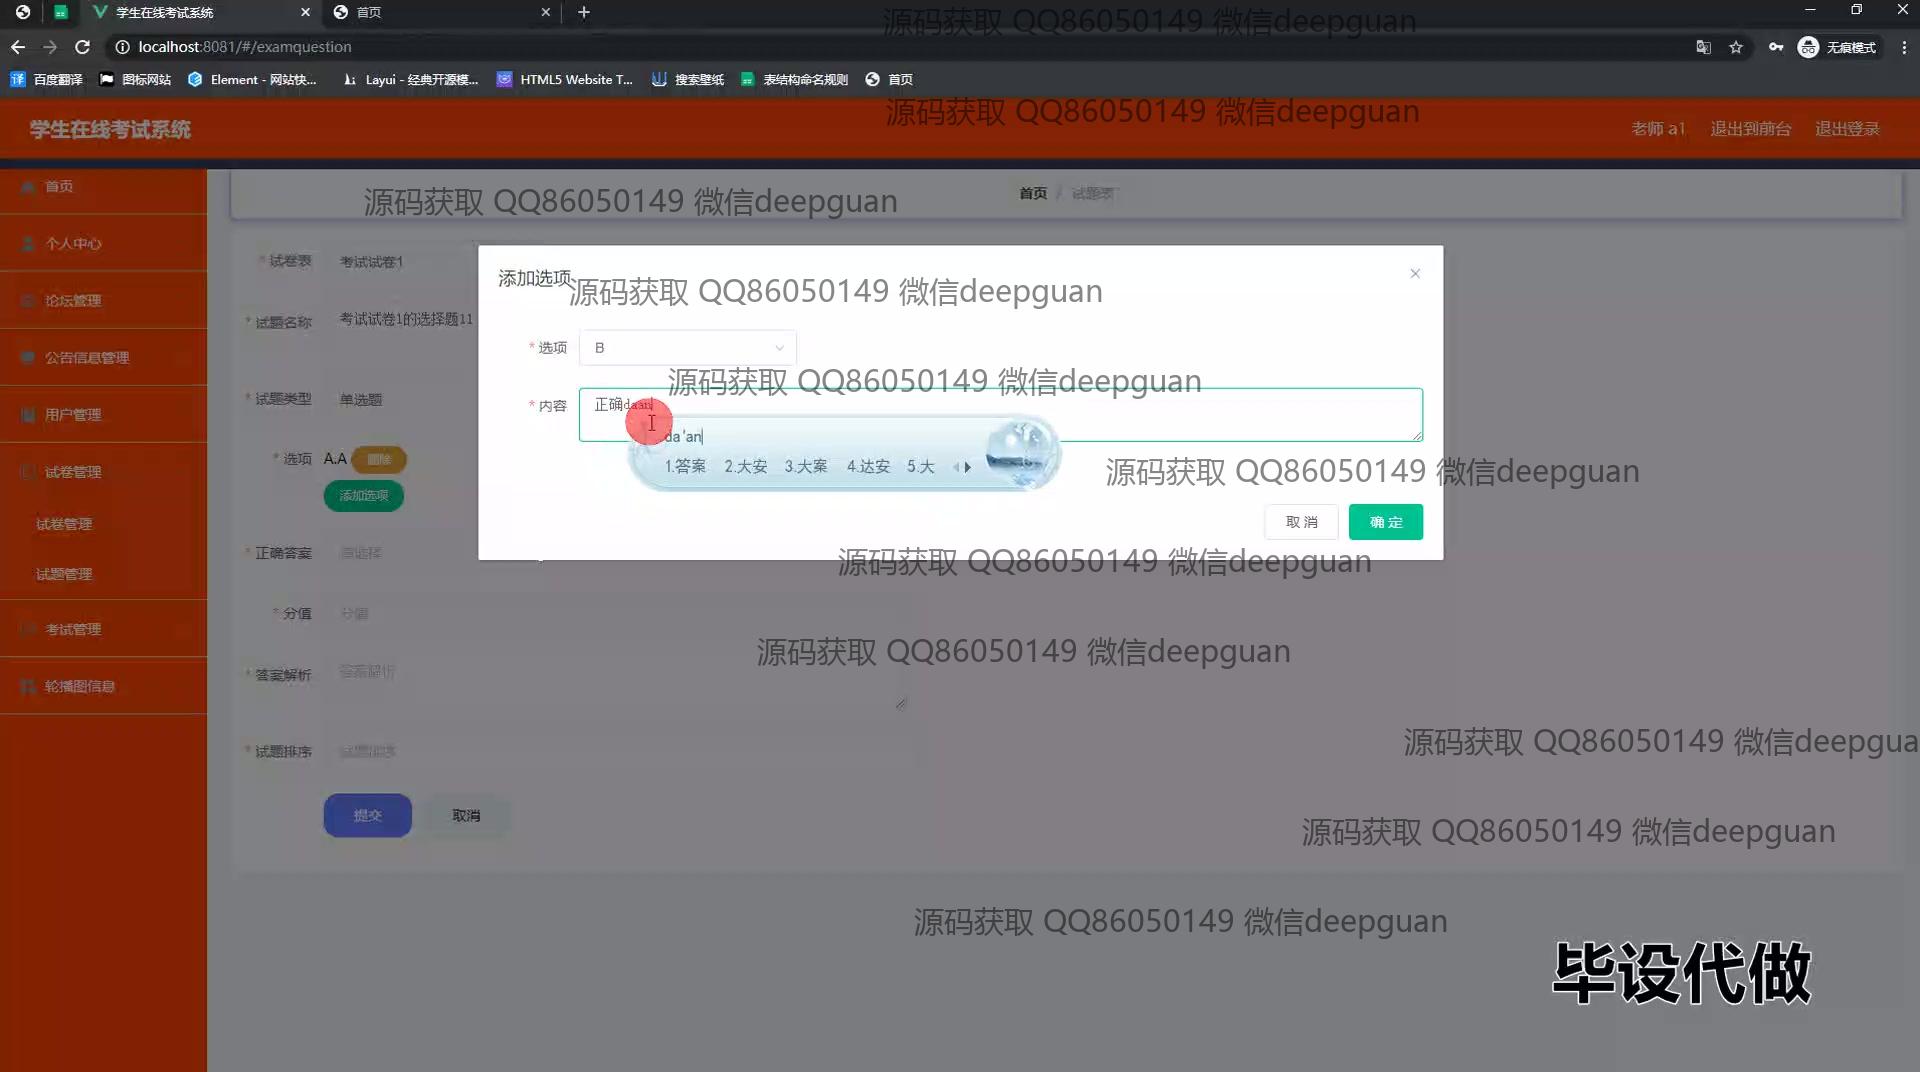 学生在线考试系统
首页
localhost:8081/#/examquestion
无痕模式
百度翻译
图标网站
Element - 网站快...
Layui - 经典开源模...
HTML5 Website T...
搜索壁纸
表结构命名规则
首页
源码获取 QQ86050149 微信deepguan
源码获取 QQ86050149 微信deepguan
学生在线考试系统
老师 a1
退出到前台
退出登录
首页
个人中心
论坛管理
公告信息管理
用户管理
试卷管理
试卷管理
试题管理
考试管理
轮播图信息
源码获取 QQ86050149 微信deepguan
首页 / 试题表
* 试卷表 考试试卷1
* 试题名称 考试试卷1的选择题11
* 试题类型 单选题
* 选项 A.A 删除
添加选项
* 正确答案 请选择
* 分值 分值
* 答案解析 答案解析
* 试题排序 试题排序
提交 取消
添加选项
源码获取 QQ86050149 微信deepguan
* 选项 B
源码获取 QQ86050149 微信deepguan
* 内容 正确daan
da'an
1.答案 2.大安 3.大案 4.达安 5.大
源码获取 QQ86050149 微信deepguan
取 消 确 定
源码获取 QQ86050149 微信deepguan
源码获取 QQ86050149 微信deepguan
源码获取 QQ86050149 微信deepgua
源码获取 QQ86050149 微信deepguan
源码获取 QQ86050149 微信deepguan
毕设代做